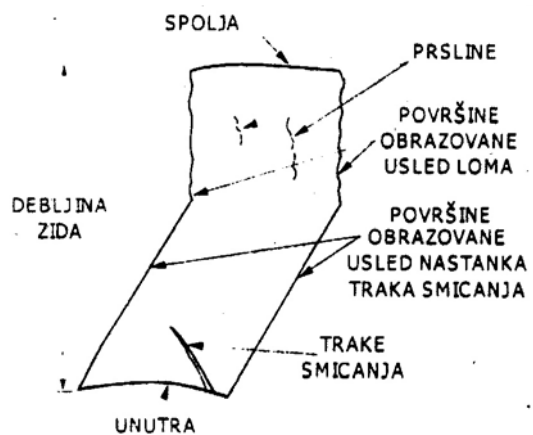 SPOLJA
PRSLINE
POVRŠINE
OBRAZOVANE
USLED LOMA
DEBLJINA
ZIDA
POVRŠINE
OBRAZOVANE
USLED NASTANKA
TRAKA SMICANJA
TRAKE
SMICANJA
UNUTRA